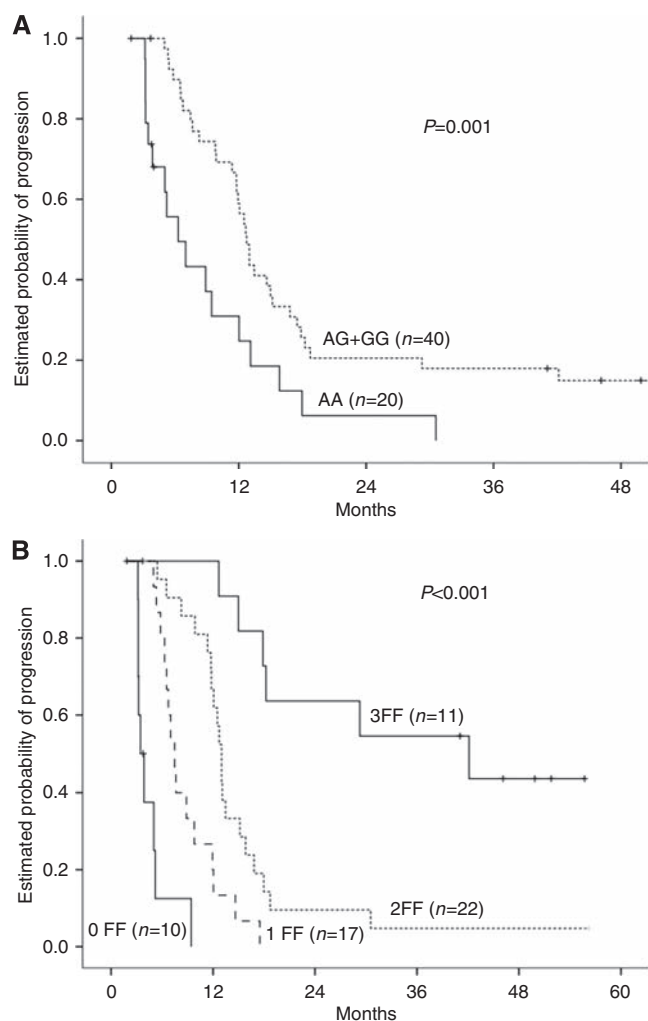 A
Estimated probability of progression
1.0
0.8
0.6
0.4
0.2
0.0
P=0.001
AG+GG (n=40)
AA (n=20)
0 12 24 36 48
Months
B
Estimated probability of progression
1.0
0.8
0.6
0.4
0.2
0.0
P<0.001
3FF (n=11)
2FF (n=22)
0 FF (n=10)
1 FF (n=17)
0 12 24 36 48 60
Months